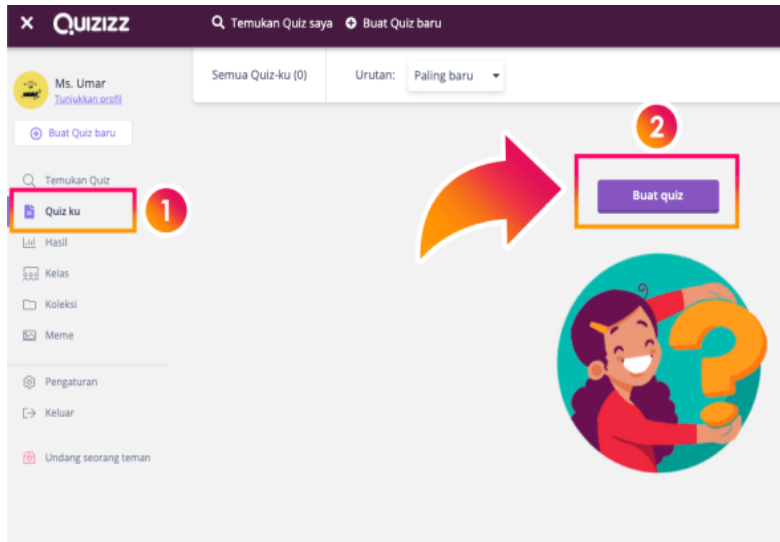 × QUIZIZZ
Temukan Quiz saya Buat Quiz baru
Ms. Umar
Tunjukkan profil
Buat Quiz baru
Temukan Quiz
Quiz ku
Hasil
Kelas
Koleksi
Meme
Pengaturan
Keluar
Undang seorang teman
1
Semua Quiz-ku (0) Urutan: Paling baru
2
Buat quiz